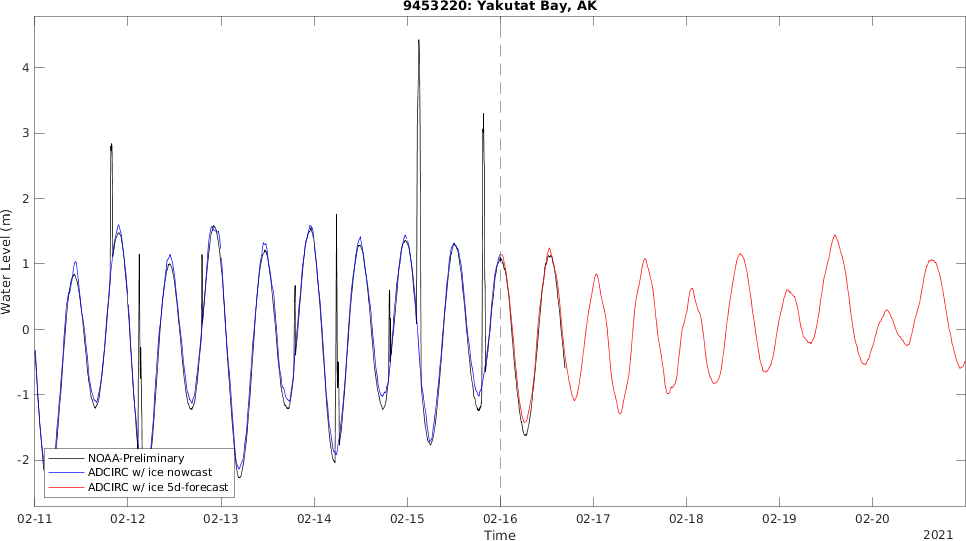 9453220: Yakutat Bay, AK
Water Level (m)
4
3
2
1
0
-1
-2
NOAA-Preliminary
ADCIRC w/ ice nowcast
ADCIRC w/ ice 5d-forecast
02-11 02-12 02-13 02-14 02-15 02-16 02-17 02-18 02-19 02-20
Time
2021